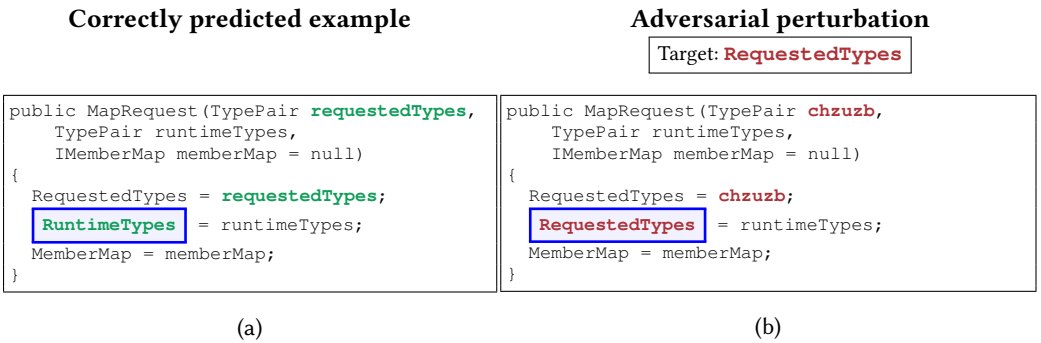 Correctly predicted example
public MapRequest(TypePair requestedTypes,
TypePair runtimeTypes,
IMemberMap memberMap = null)
{
RequestedTypes = requestedTypes;
RuntimeTypes = runtimeTypes;
MemberMap = memberMap;
}
(a)
Adversarial perturbation
Target: RequestedTypes
public MapRequest(TypePair chzuzb,
TypePair runtimeTypes,
IMemberMap memberMap = null)
{
RequestedTypes = chzuzb;
RequestedTypes = runtimeTypes;
MemberMap = memberMap;
}
(b)